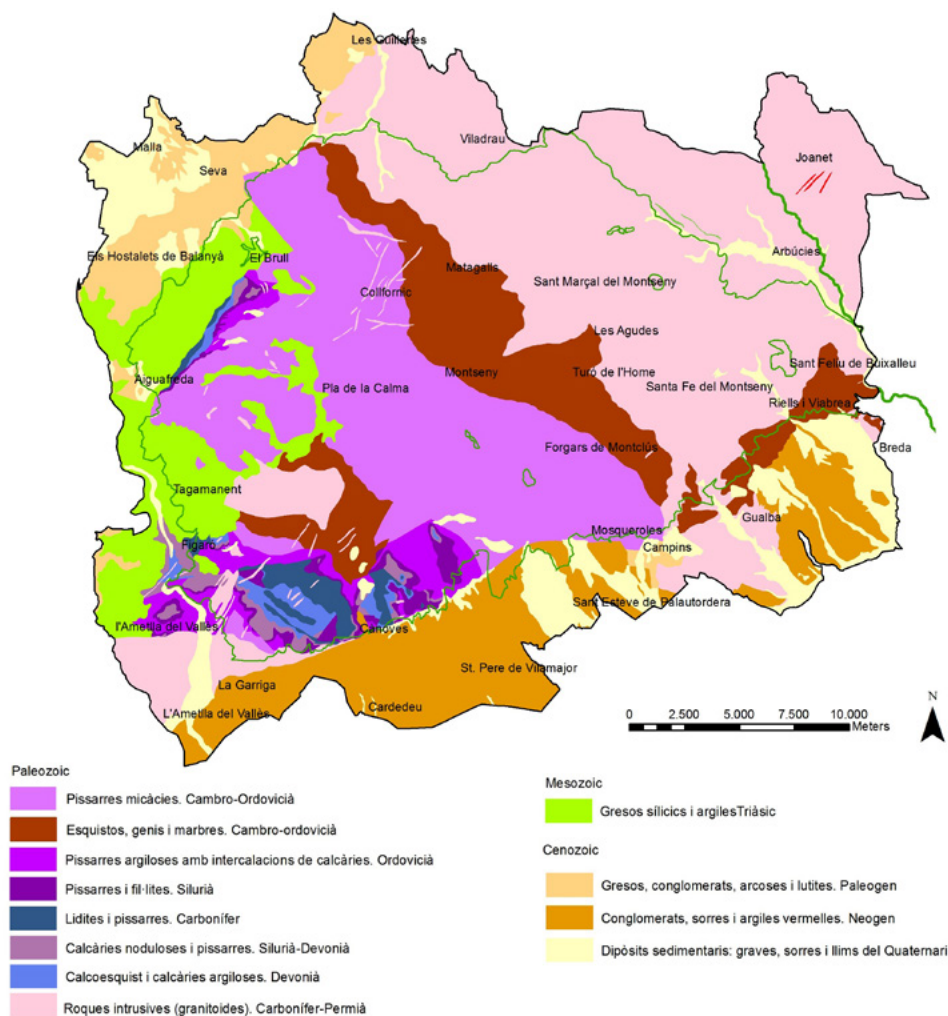 Les Guilleries
Viladrau
Malla
Seva
Joanet
Els Hostalets de Balanyà
El Brull
Arbúcies
Matagalls
Sant Marçal del Montseny
Collformic
Les Agudes
Sant Feliu de Buixalleu
Aiguafreda
Pla de la Calma
Montseny
Turó de l'Home
Santa Fe del Montseny
Riells i Viabrea
Forgars de Montclús
Breda
Tagamanent
Mosqueroles
Gualba
Figaró
Campins
Sant Esteve de Palautordera
l'Ametlla del Vallès
Cànoves
St. Pere de Vilamajor
La Garriga
L'Ametlla del Vallès
Cardedeu
N
0 2.500 5.000 7.500 10.000
Meters
Paleozoic
Pissarres micàcies. Cambro-Ordovicià
Esquistos, genis i marbres. Cambro-ordovicià
Pissarres argiloses amb intercalacions de calcàries. Ordovicià
Pissarres i fil·lites. Silurià
Lidites i pissarres. Carbonífer
Calcàries noduloses i pissarres. Silurià-Devonià
Calcoesquist i calcàries argiloses. Devonià
Roques intrusives (granitoides). Carbonífer-Permià
Mesozoic
Gresos sílicics i argilesTriàsic
Cenozoic
Gresos, conglomerats, arcoses i lutites. Paleogen
Conglomerats, sorres i argiles vermelles. Neogen
Dipòsits sedimentaris: graves, sorres i llims del Quaternari